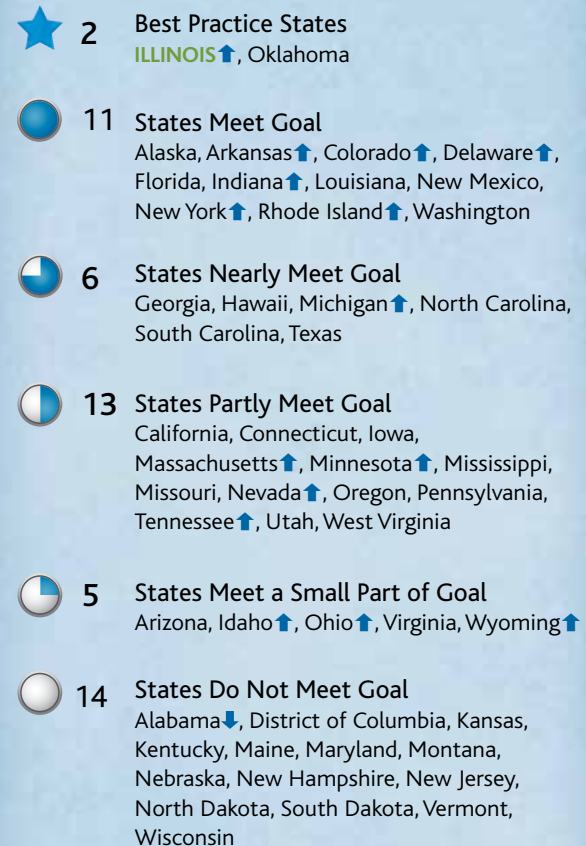 2 Best Practice States
ILLINOIS⬆, Oklahoma
11 States Meet Goal
Alaska, Arkansas⬆, Colorado⬆, Delaware⬆,
Florida, Indiana⬆, Louisiana, New Mexico,
New York⬆, Rhode Island⬆, Washington
6 States Nearly Meet Goal
Georgia, Hawaii, Michigan⬆, North Carolina,
South Carolina, Texas
13 States Partly Meet Goal
California, Connecticut, Iowa,
Massachusetts⬆, Minnesota⬆, Mississippi,
Missouri, Nevada⬆, Oregon, Pennsylvania,
Tennessee⬆, Utah, West Virginia
5 States Meet a Small Part of Goal
Arizona, Idaho⬆, Ohio⬆, Virginia, Wyoming⬆
14 States Do Not Meet Goal
Alabama⬇, District of Columbia, Kansas,
Kentucky, Maine, Maryland, Montana,
Nebraska, New Hampshire, New Jersey,
North Dakota, South Dakota, Vermont,
Wisconsin